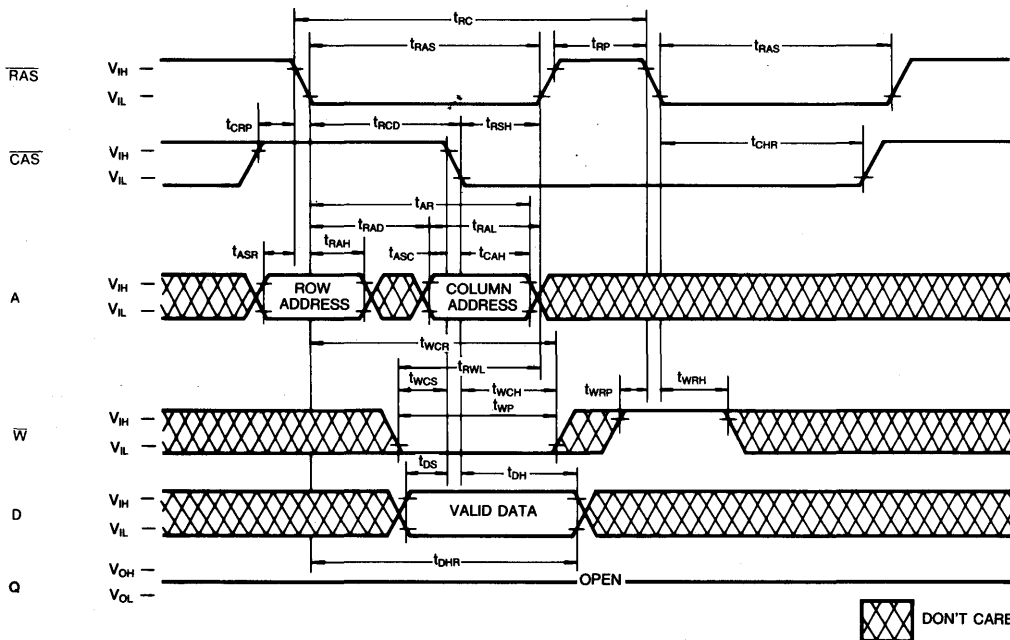 tRC
tRAS tRP tRAS
RAS VIH
VIL
tCRP tRCD tRSH
CAS VIH tCHR
VIL
tAR
tRAD tRAL
tASR tRAH tASC tCAH
A VIH ROW ADDRESS COLUMN ADDRESS
VIL
tWCR
tRWL
tWCS tWCH tWRP tWRH
tWP
W VIH
VIL
tDS tDH
D VIH VALID DATA
VIL
tDHR
Q VOH OPEN
VOL
DON'T CARE